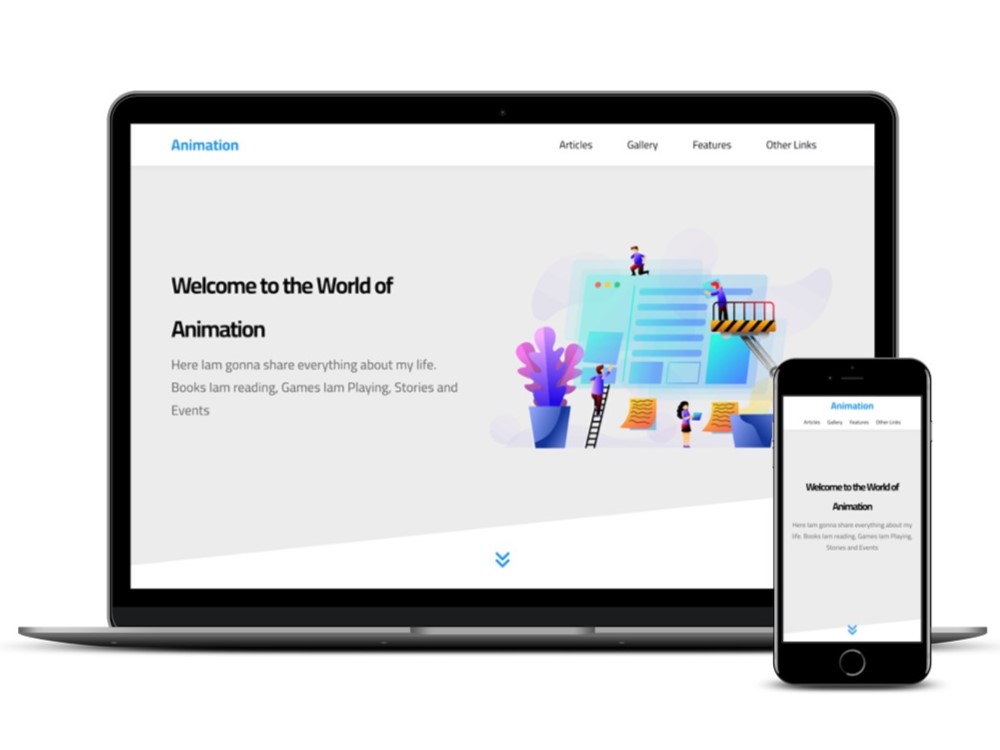 Animation
Articles Gallery Features Other Links
Welcome to the World of
Animation
Here Iam gonna share everything about my life.
Books Iam reading, Games Iam Playing, Stories and
Events
Animation
Articles Gallery Features Other Links
Welcome to the World of
Animation
Here Iam gonna share everything about my
life. Books Iam reading, Games Iam Playing,
Stories and Events